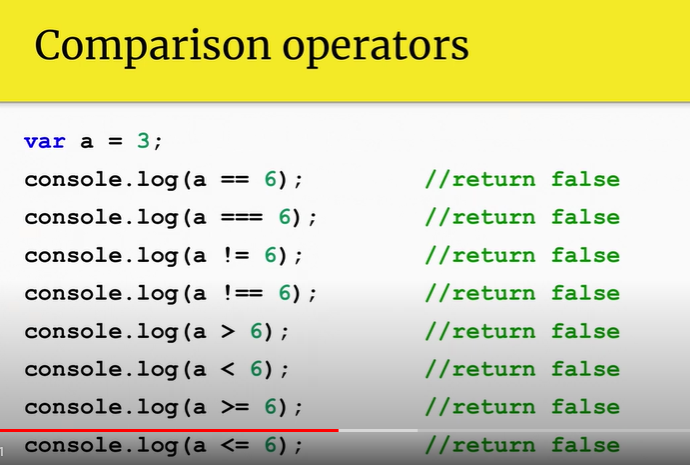 Comparison operators
var a = 3;
console.log(a == 6); //return false
console.log(a === 6); //return false
console.log(a != 6); //return false
console.log(a !== 6); //return false
console.log(a > 6); //return false
console.log(a < 6); //return false
console.log(a >= 6); //return false
console.log(a <= 6); //return false